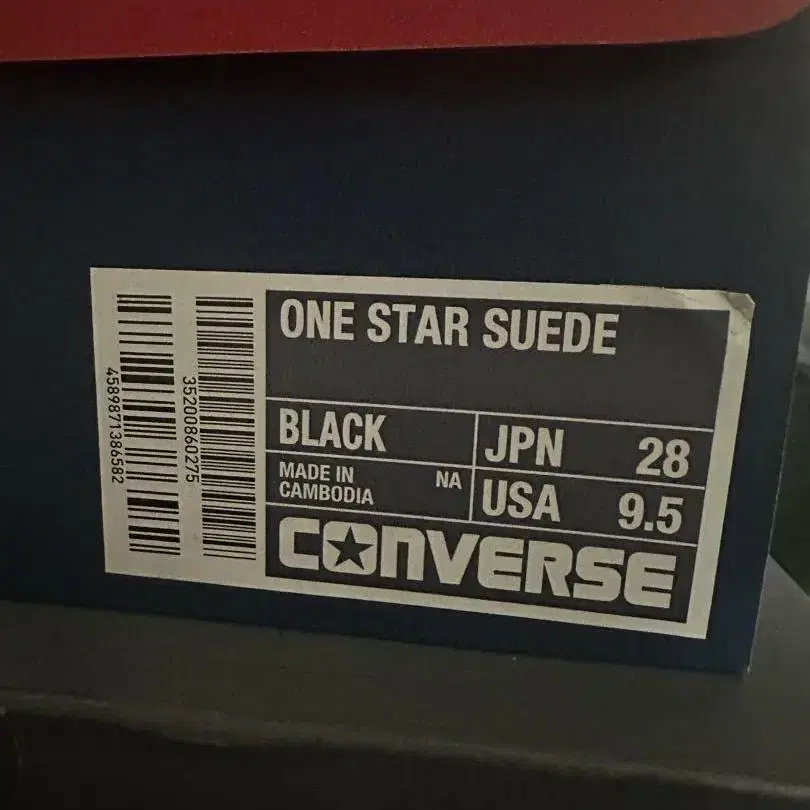 4589871386582
35200860275
ONE STAR SUEDE
BLACK
JPN 28
MADE IN
CAMBODIA
NA
USA 9.5
CONVERSE